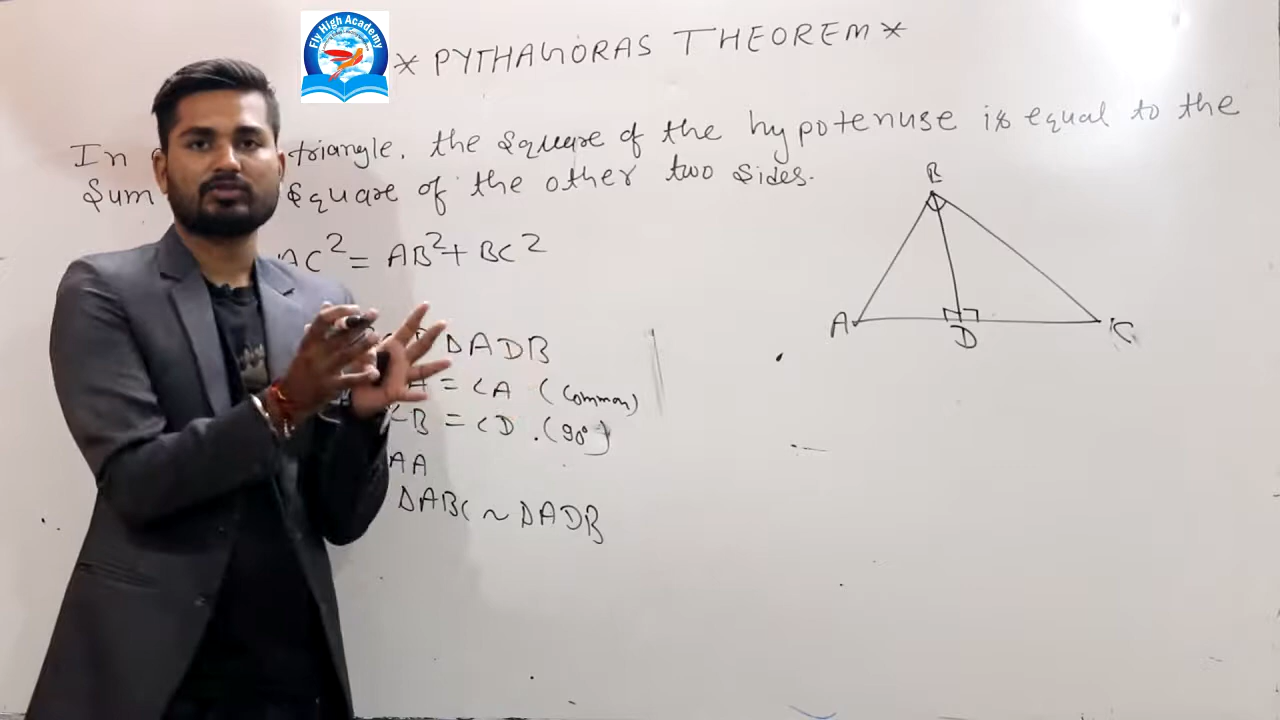 Fly High Academy
* PYTHAGORAS THEOREM *
In triangle, the square of the hypotenuse is equal to the
Sum square of the other two sides.
B
AC² = AB² + BC²
A D C
ΔADB
A = ∠A (Common)
∠B = ∠D . (90°)
AA
ΔABC ~ ΔADB